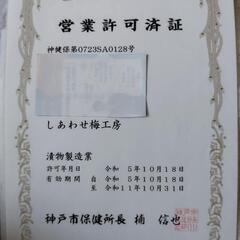 営業許可済証
神健保第0723SA0128号
しあわせ梅工房
漬物製造業
許可年月日　令和 5年10月18日
有効期間　自　令和 5年10月18日
至　令和11年10月31日
神戸市保健所長 楠 信也